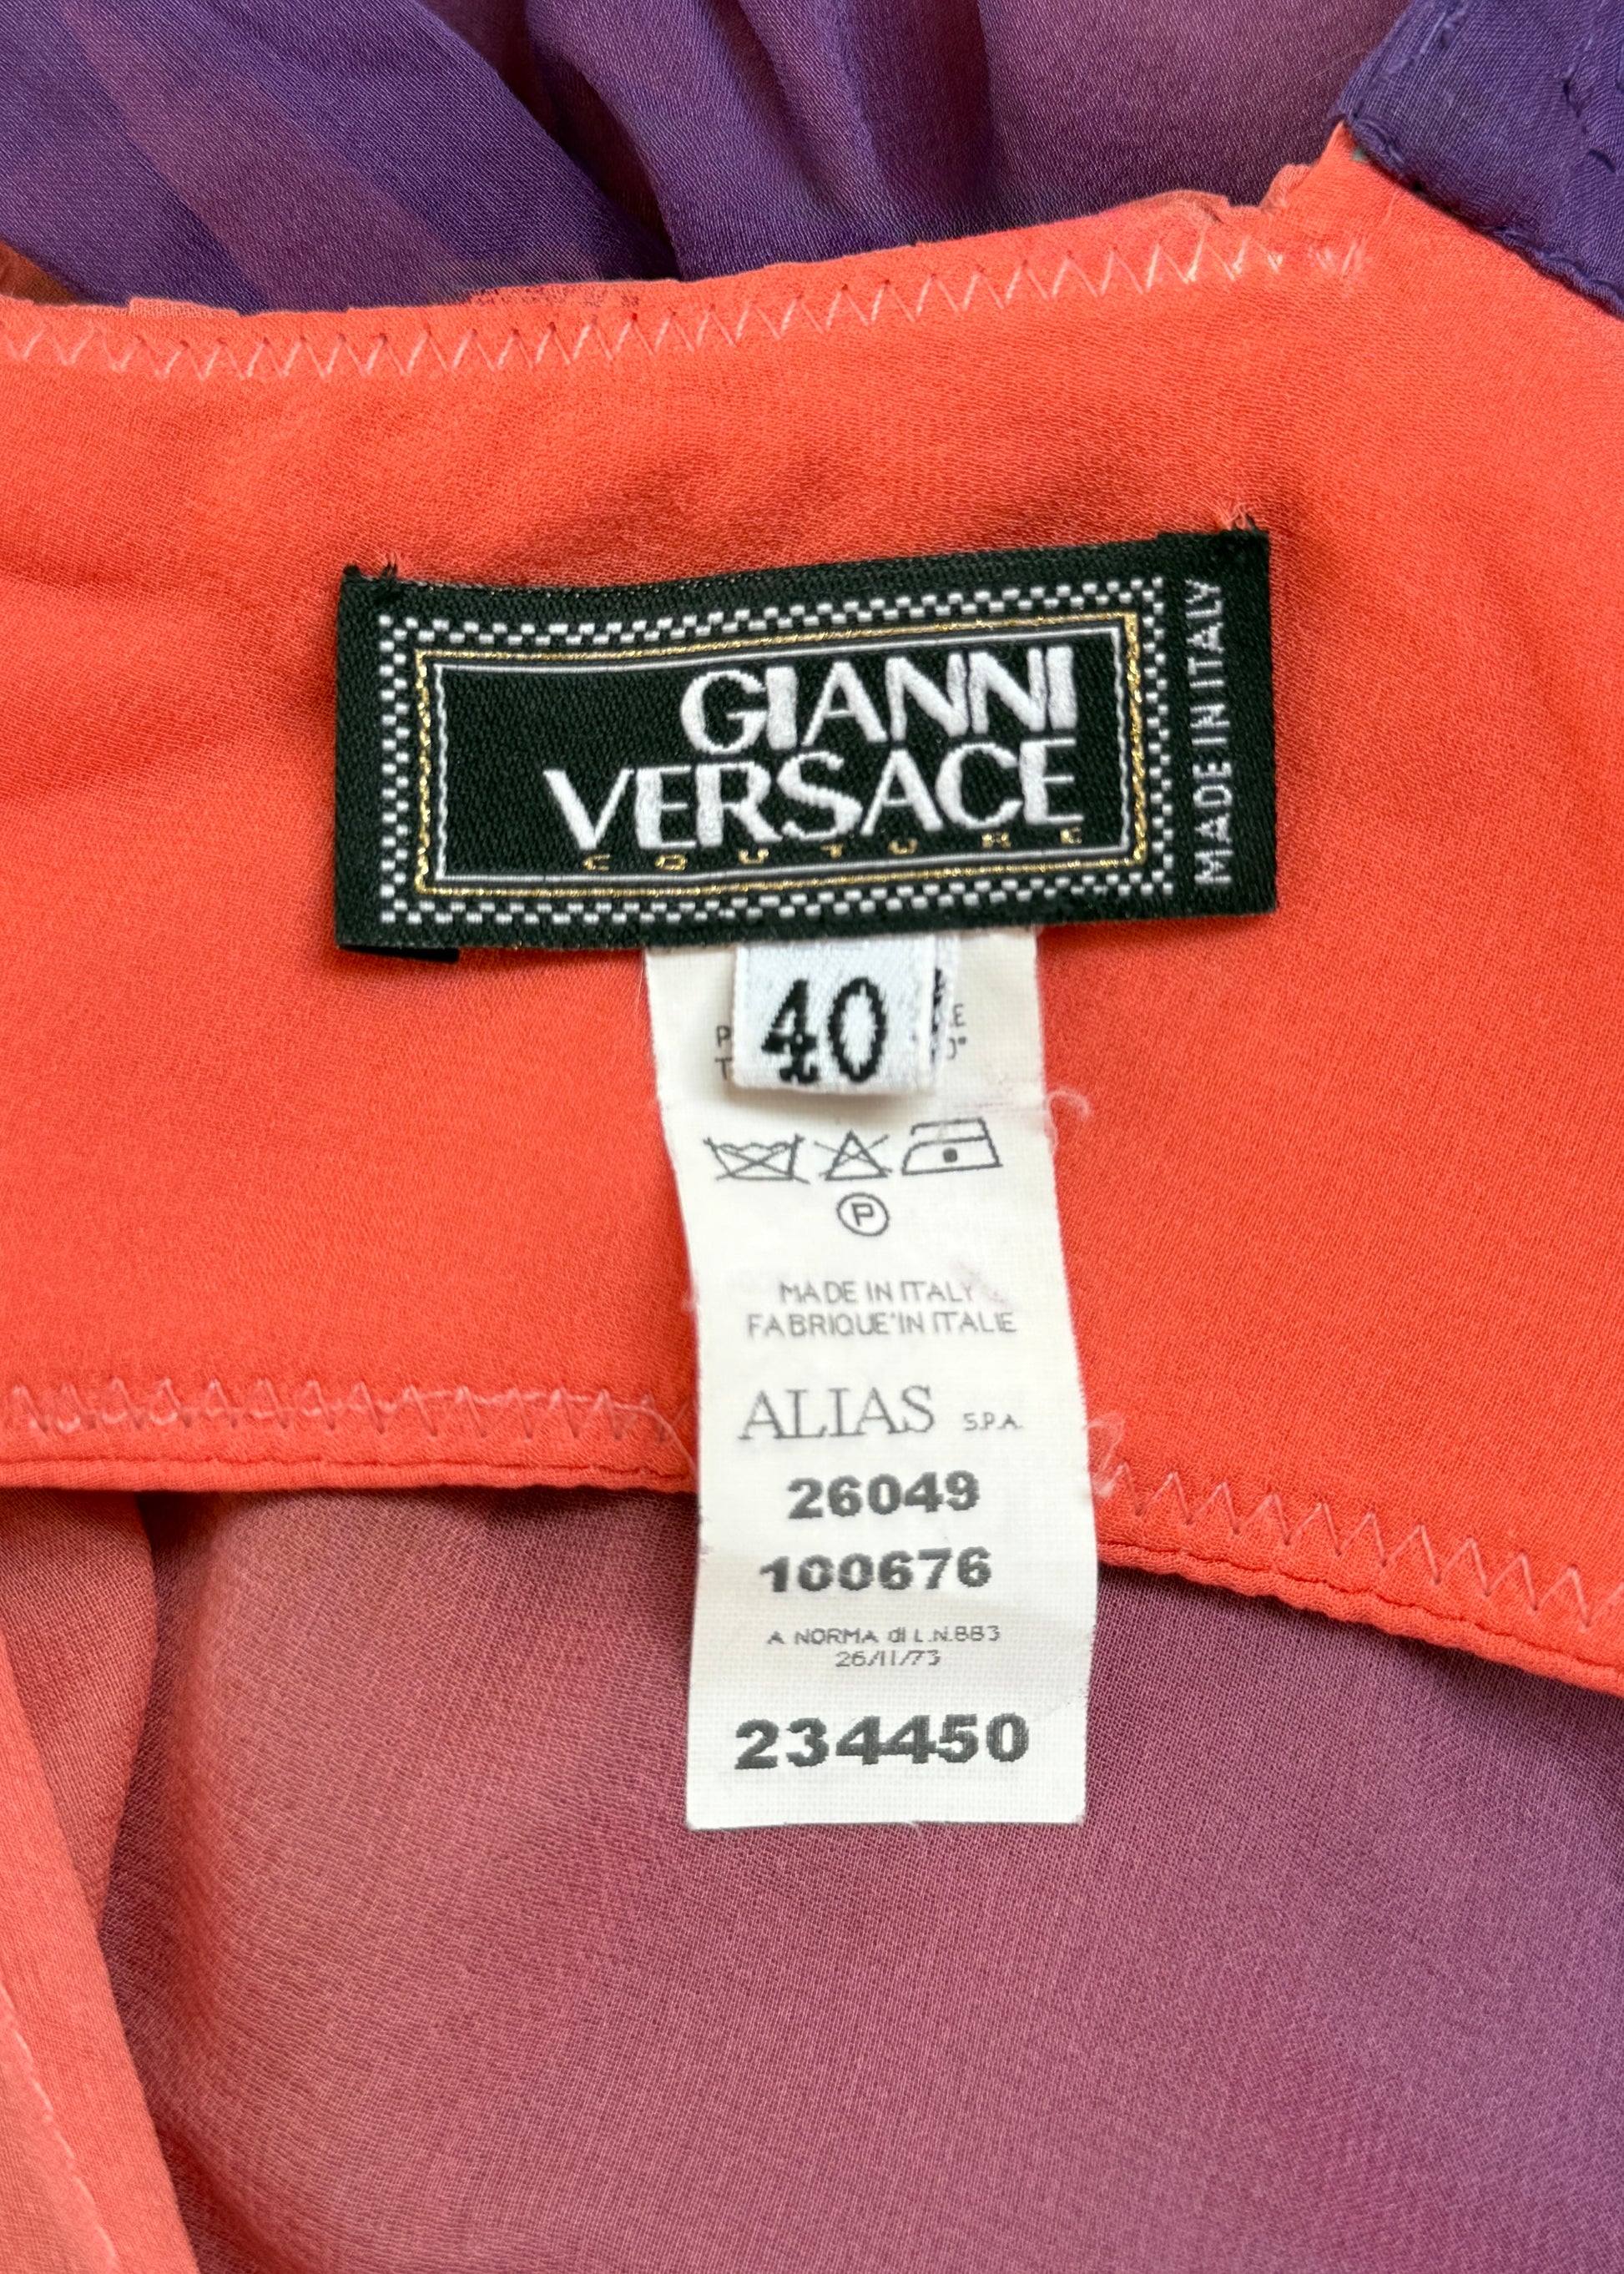 GIANNI
VERSACE
COUTURE
MADE IN ITALY
40
P
MADE IN ITALY
FABRIQUE'IN ITALIE
ALIAS S.P.A.
26049
100676
A NORMA di L.N.883
26/11/73
234450